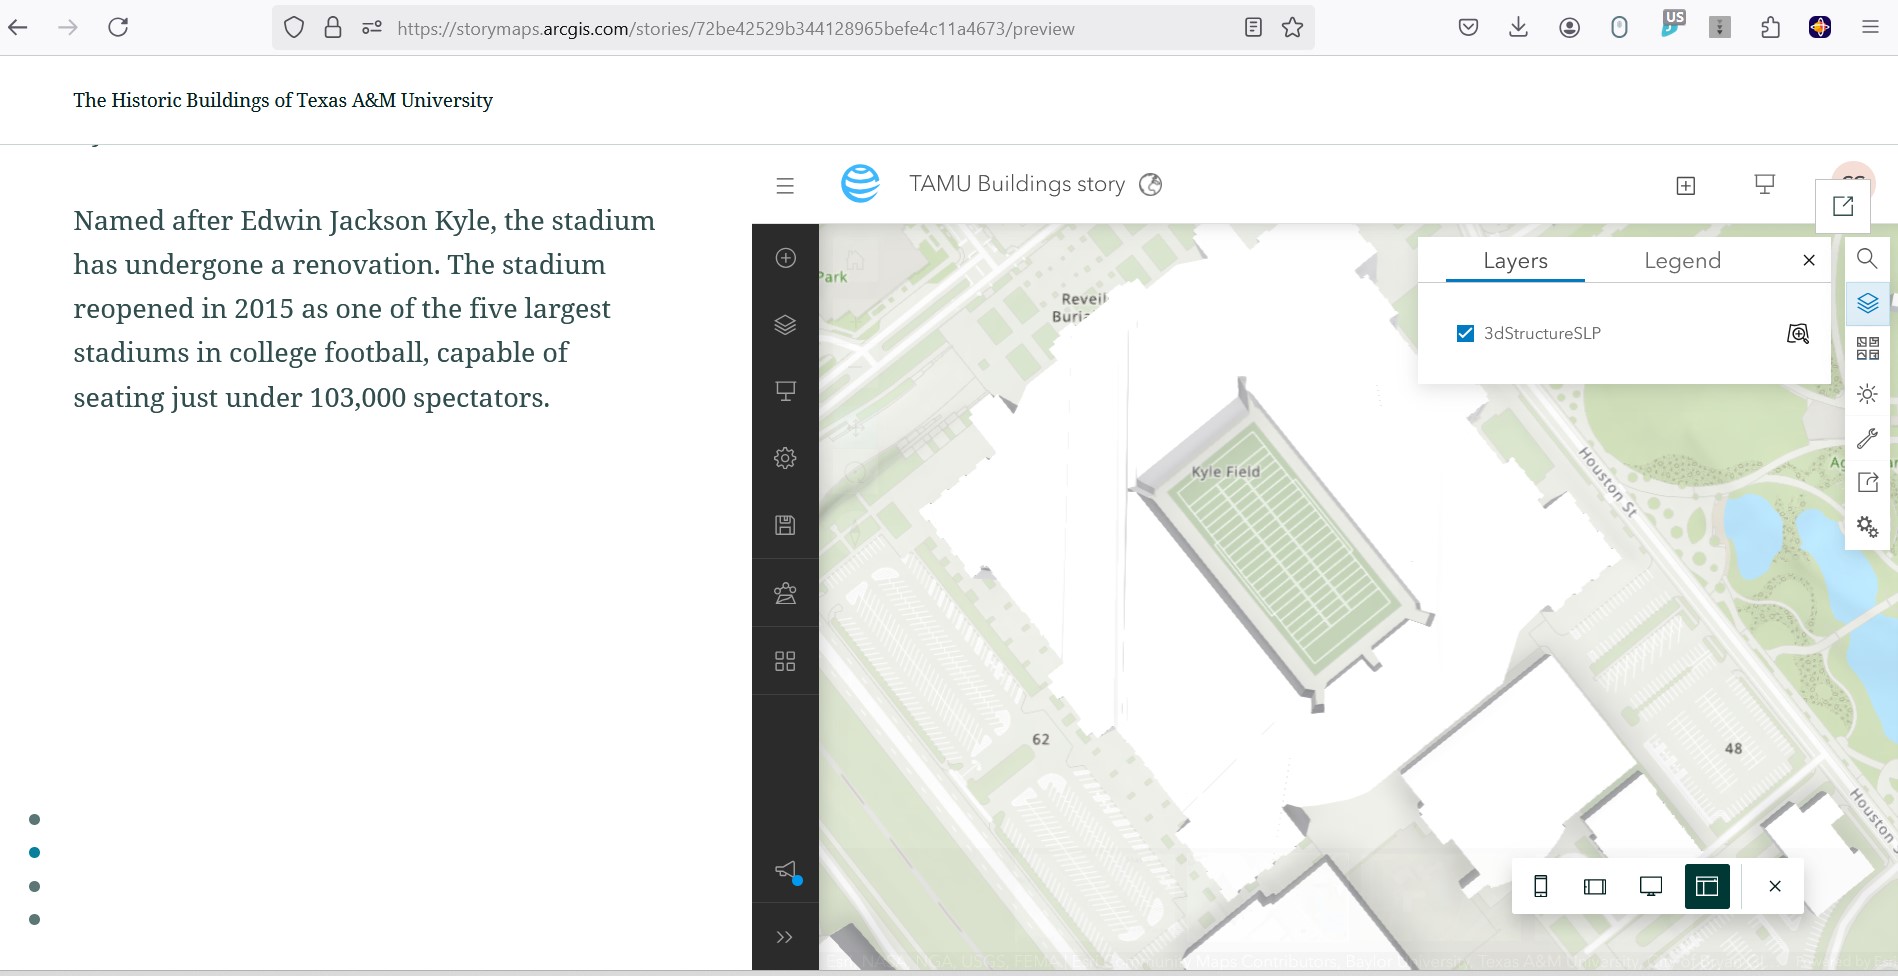 US
https://storymaps.arcgis.com/stories/72be42529b344128965befe4c11a4673/preview
The Historic Buildings of Texas A&M University
TAMU Buildings story
Named after Edwin Jackson Kyle, the stadium
has undergone a renovation. The stadium
reopened in 2015 as one of the five largest
stadiums in college football, capable of
seating just under 103,000 spectators.
Layers
Legend
3dStructureSLP
Park
Kyle Field
Houston St
62
48
Houston